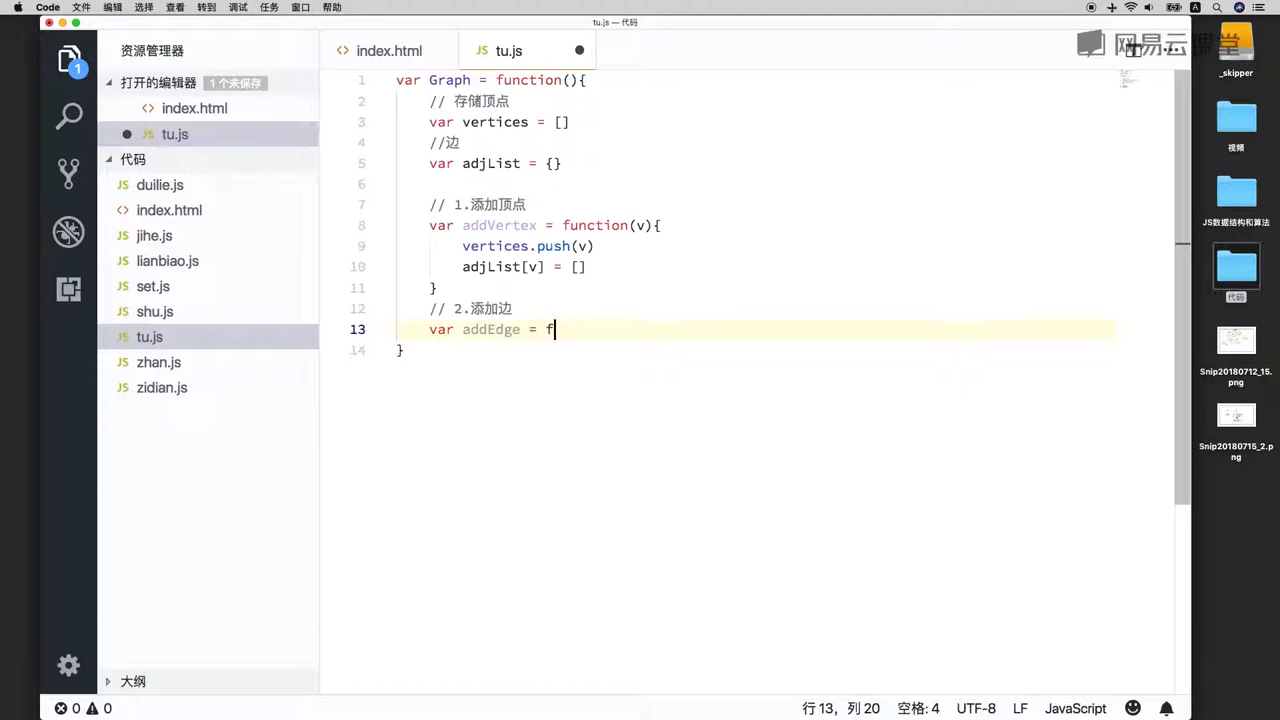 Code 文件 编辑 选择 查看 转到 调试 任务 窗口 帮助
tu.js — 代码
网易云课堂
资源管理器
打开的编辑器 1 个未保存
index.html
tu.js
代码
duilie.js
index.html
jihe.js
lianbiao.js
set.js
shu.js
tu.js
zhan.js
zidian.js
大纲
1
index.html
tu.js
1 var Graph = function(){
2 // 存储顶点
3 var vertices = []
4 //边
5 var adjList = {}
6
7 // 1.添加顶点
8 var addVertex = function(v){
9 vertices.push(v)
10 adjList[v] = []
11 }
12 // 2.添加边
13 var addEdge = f
14 }
_skipper
视频
JS数据结构和算法
代码
Snip20180712_15.
png
Snip20180715_2.p
ng
0 0
行 13，列 20 空格: 4 UTF-8 LF JavaScript